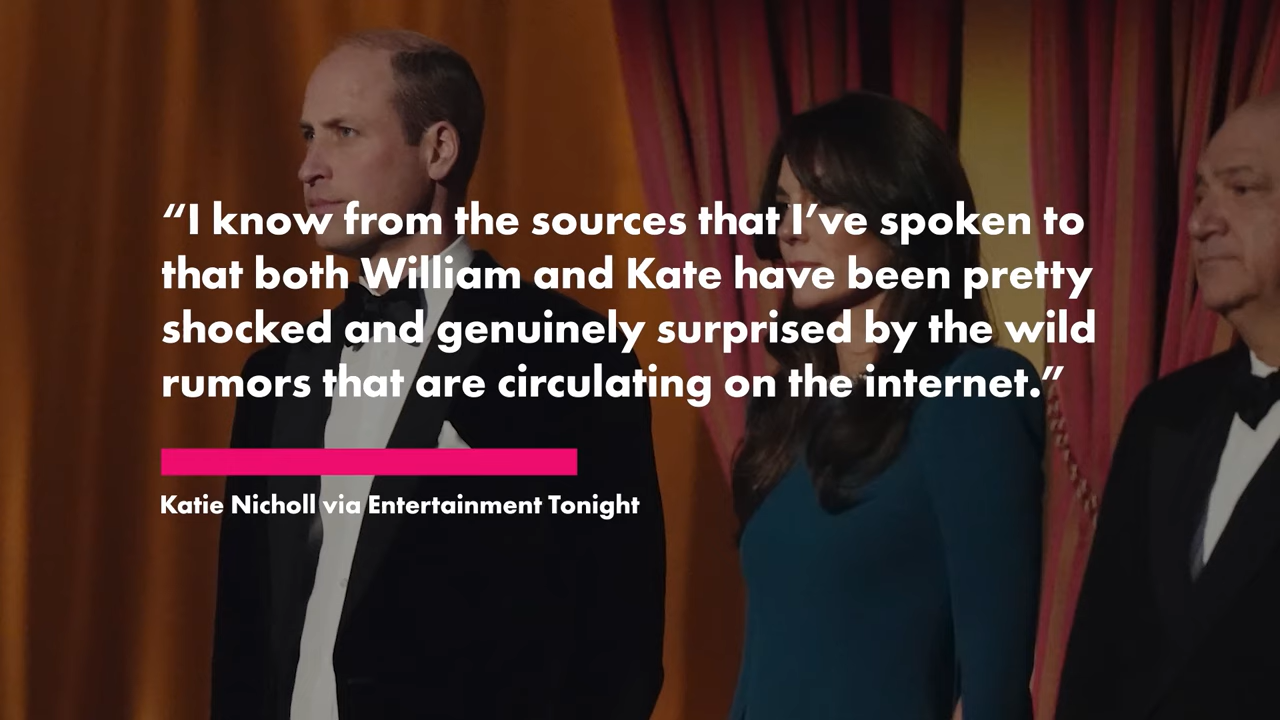 “I know from the sources that I’ve spoken to
that both William and Kate have been pretty
shocked and genuinely surprised by the wild
rumors that are circulating on the internet.”
Katie Nicholl via Entertainment Tonight